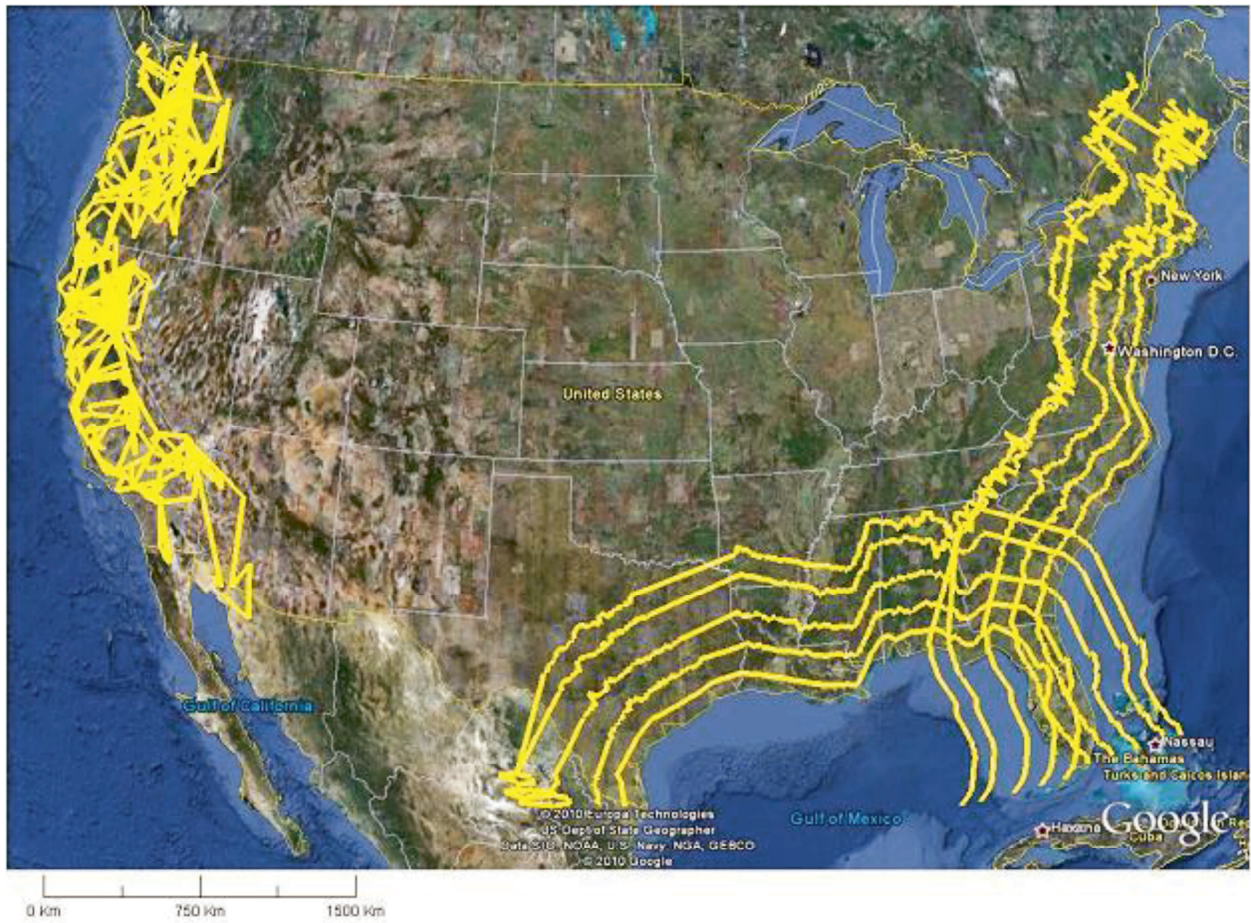 New York
Washington D.C.
United States
Gulf of California
Nassau
The Bahamas
Turks and Caicos Islan
© 2010 Europa Technologies
US Dept of State Geographer
Data SIO, NOAA, U.S. Navy, NGA, GEBCO
© 2010 Google
Gulf of Mexico
Havana
Cuba
Google
0 Km 750 Km 1500 Km